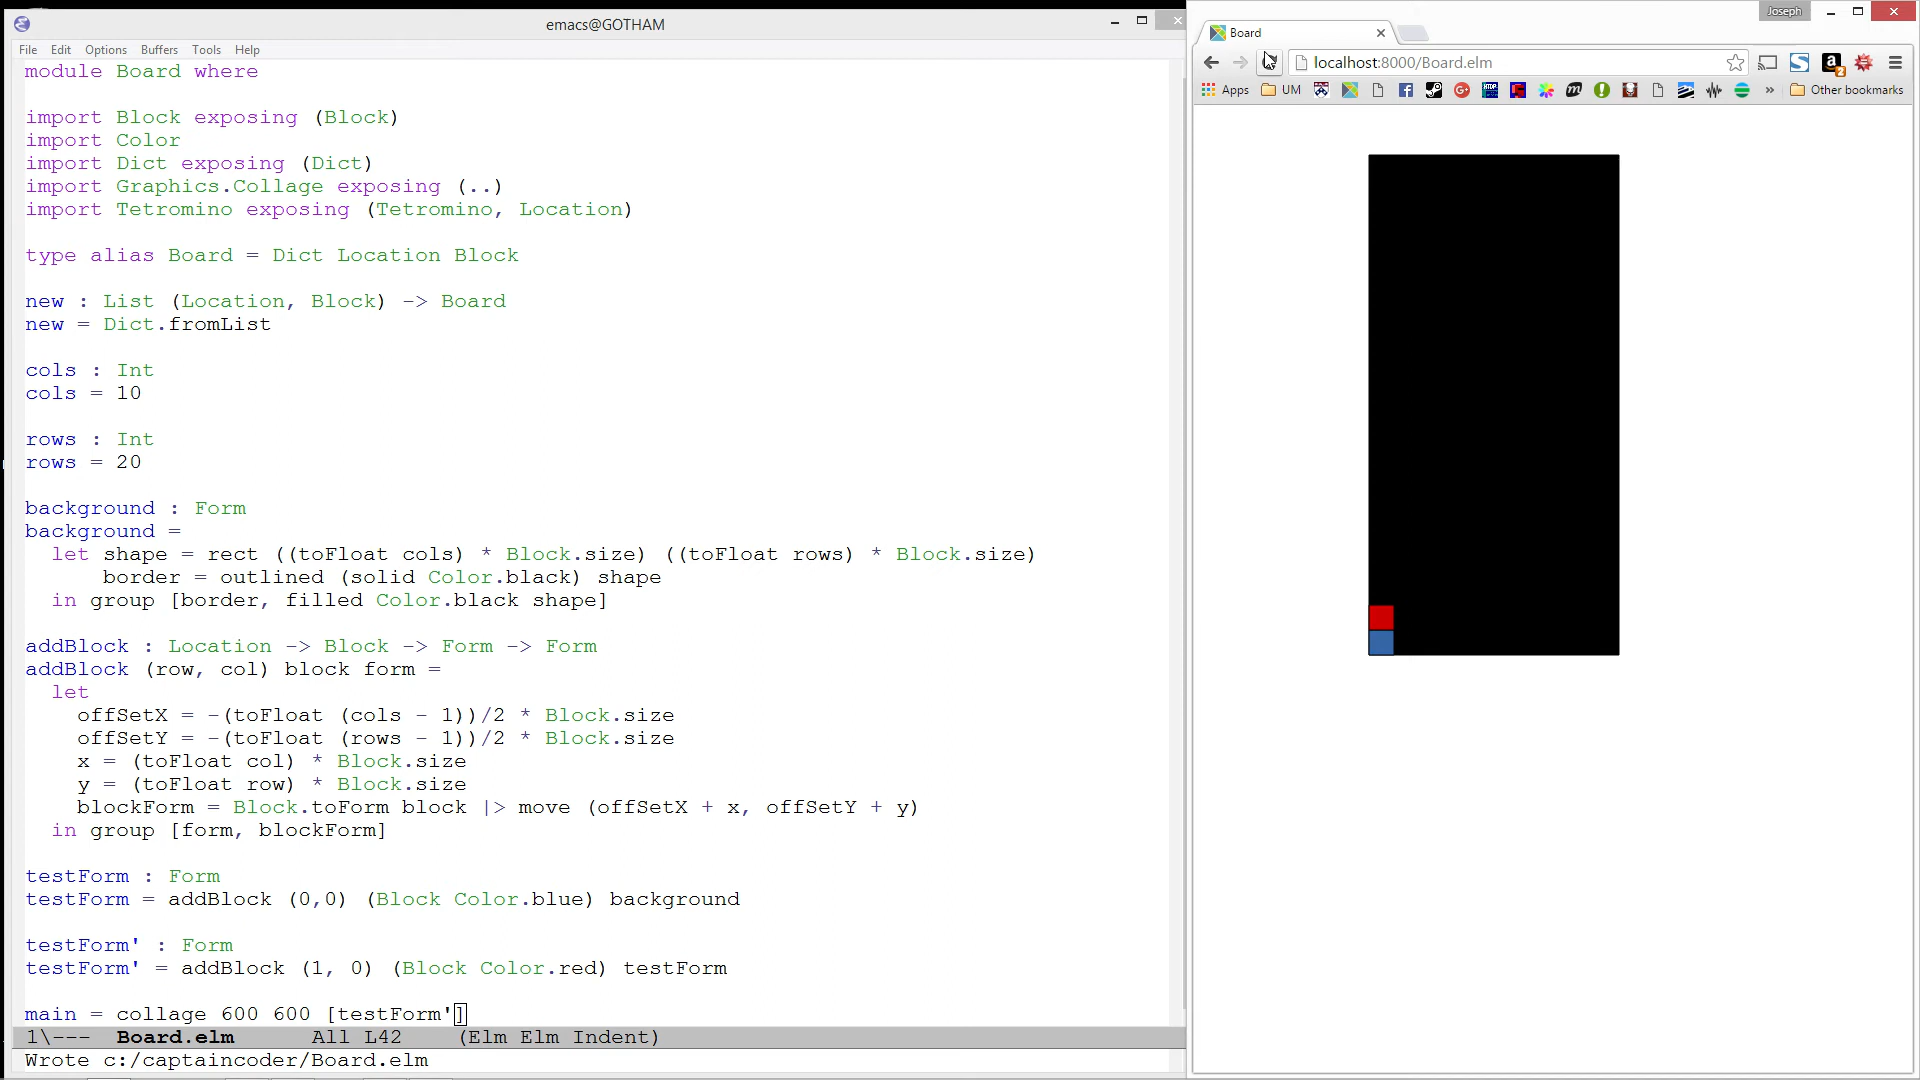 emacs@GOTHAM
File Edit Options Buffers Tools Help
module Board where
import Block exposing (Block)
import Color
import Dict exposing (Dict)
import Graphics.Collage exposing (..)
import Tetromino exposing (Tetromino, Location)
type alias Board = Dict Location Block
new : List (Location, Block) -> Board
new = Dict.fromList
cols : Int
cols = 10
rows : Int
rows = 20
background : Form
background =
let shape = rect ((toFloat cols) * Block.size) ((toFloat rows) * Block.size)
border = outlined (solid Color.black) shape
in group [border, filled Color.black shape]
addBlock : Location -> Block -> Form -> Form
addBlock (row, col) block form =
let
offSetX = -(toFloat (cols - 1))/2 * Block.size
offSetY = -(toFloat (rows - 1))/2 * Block.size
x = (toFloat col) * Block.size
y = (toFloat row) * Block.size
blockForm = Block.toForm block |> move (offSetX + x, offSetY + y)
in group [form, blockForm]
testForm : Form
testForm = addBlock (0,0) (Block Color.blue) background
testForm' : Form
testForm' = addBlock (1, 0) (Block Color.red) testForm
main = collage 600 600 [testForm']
1\--- Board.elm All L42 (Elm Elm Indent)
Wrote c:/captaincoder/Board.elm
Joseph
Board
localhost:8000/Board.elm
Apps UM Other bookmarks